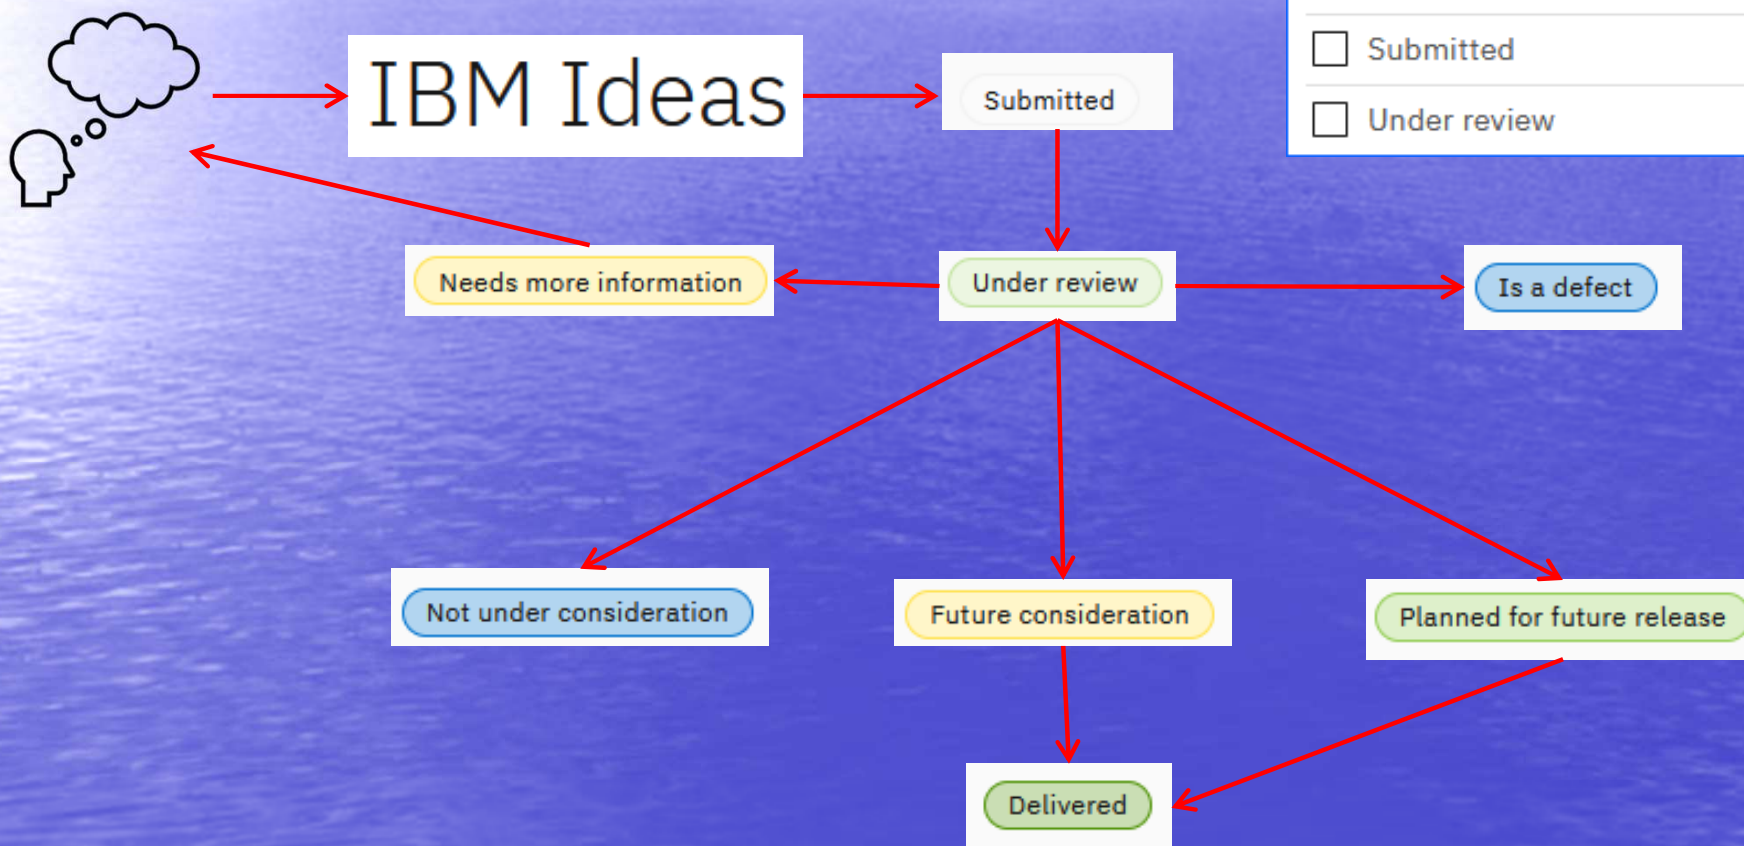 IBM Ideas
Submitted
Submitted
Under review
Needs more information
Under review
Is a defect
Not under consideration
Future consideration
Planned for future release
Delivered